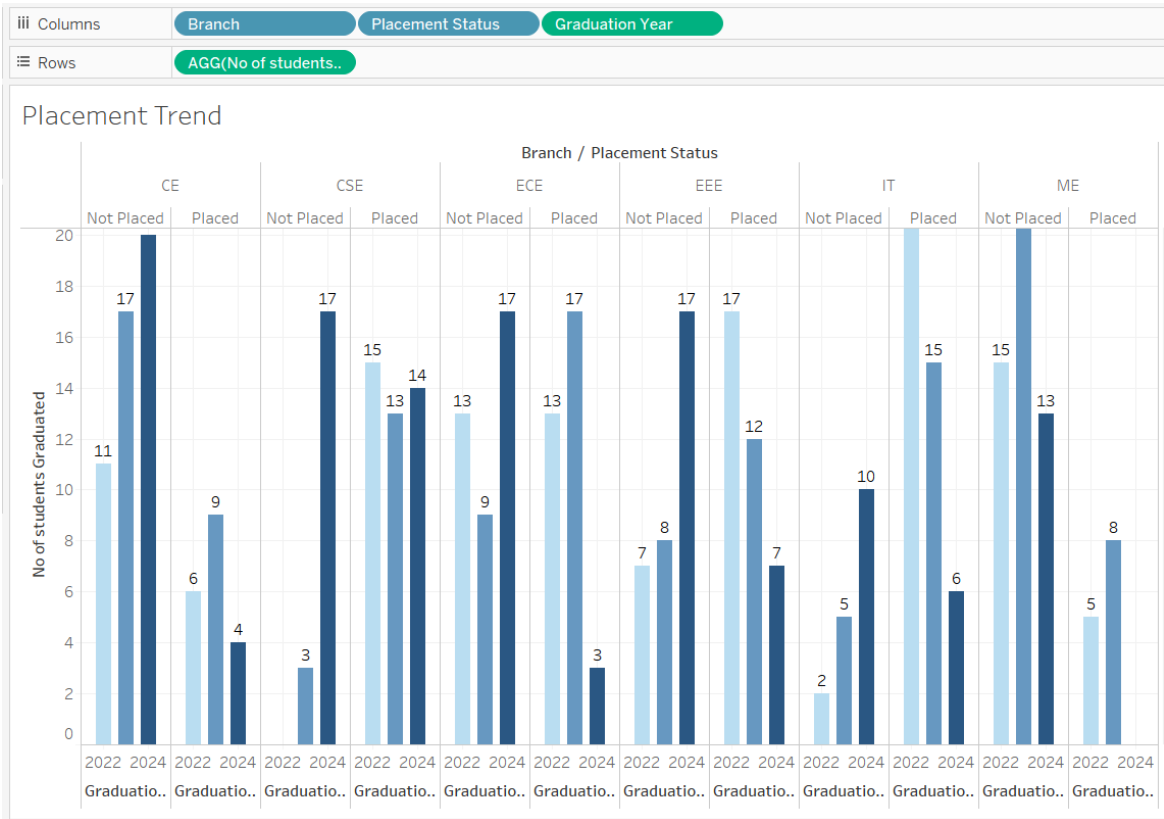 Columns Branch Placement Status Graduation Year
Rows AGG(No of students..
Placement Trend
Branch / Placement Status
CE CSE ECE EEE IT ME
Not Placed Placed Not Placed Placed Not Placed Placed Not Placed Placed Not Placed Placed Not Placed Placed
No of students Graduated
20
18
16
14
12
10
8
6
4
2
0
11 17
6 9 4
3 17
15 13 14
13 9 17
13 17 3
7 8 17
17 12 7
2 5 10
15 6
15 13
5 8
2022 2024 2022 2024 2022 2024 2022 2024 2022 2024 2022 2024 2022 2024 2022 2024 2022 2024 2022 2024 2022 2024 2022 2024
Graduatio.. Graduatio.. Graduatio.. Graduatio.. Graduatio.. Graduatio.. Graduatio.. Graduatio.. Graduatio.. Graduatio.. Graduatio.. Graduatio..